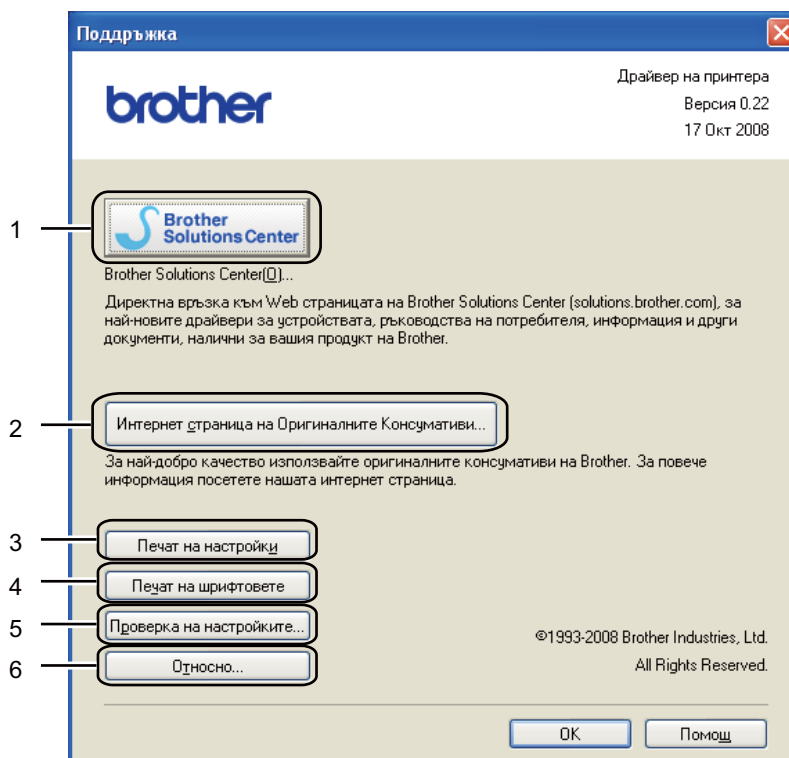 Поддръжка
brother
Драйвер на принтера
Версия 0.22
17 Окт 2008
1
Brother
Solutions Center
Brother Solutions Center(O)...
Директна връзка към Web страницата на Brother Solutions Center (solutions.brother.com), за
най-новите драйвери за устройствата, ръководства на потребителя, информация и други
документи, налични за вашия продукт на Brother.
2
Интернет страница на Оригиналните Консумативи...
За най-добро качество използвайте оригиналните консумативи на Brother. За повече
информация посетете нашата интернет страница.
3
Печат на настройки
4
Печат на шрифтовете
5
Проверка на настройките...
6
Относно...
©1993-2008 Brother Industries, Ltd.
All Rights Reserved.
OK
Помощ